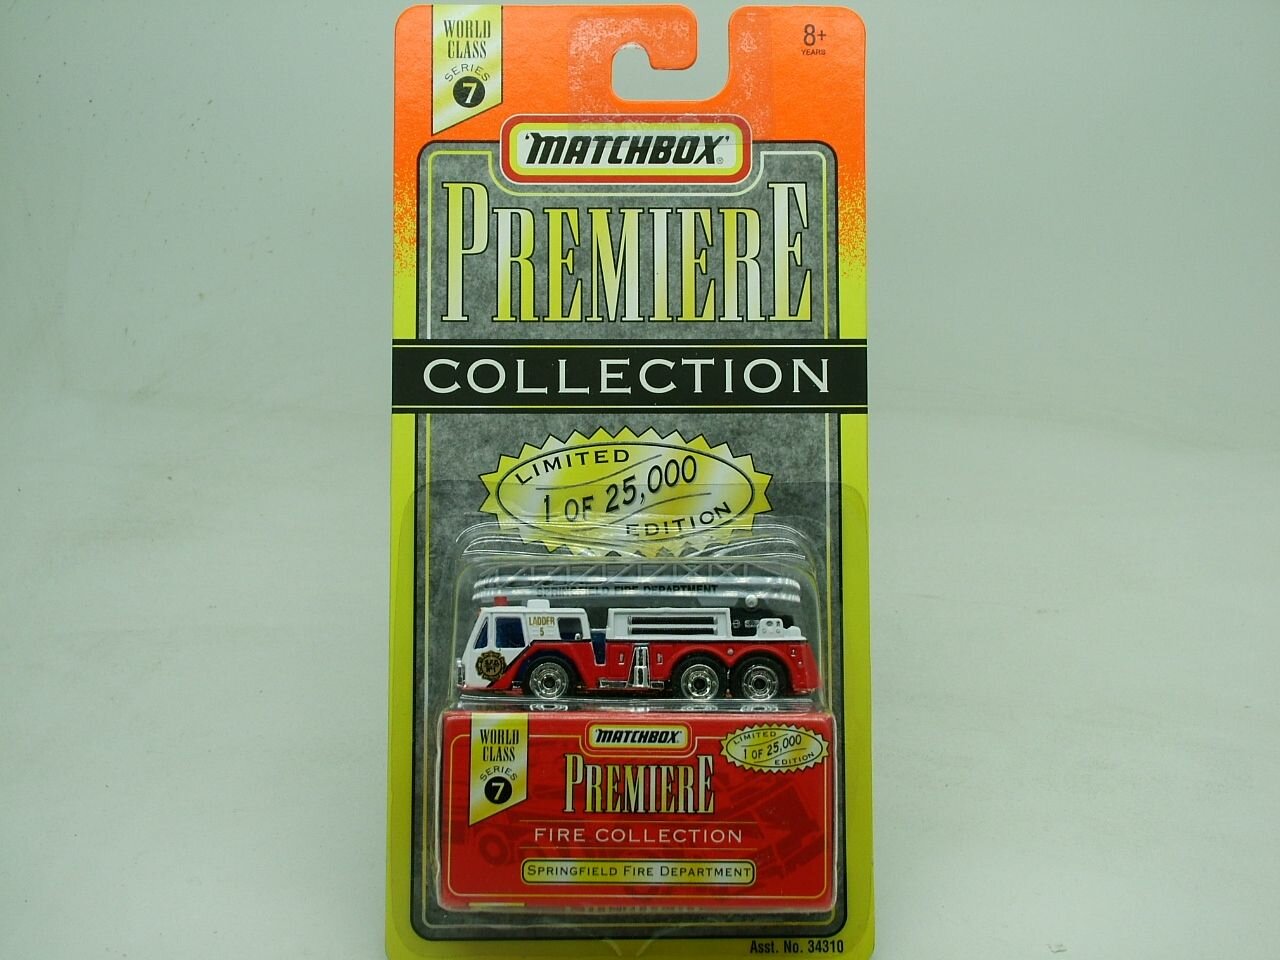 WORLD
CLASS
SERIES
7
8+
YEARS
'MATCHBOX'®
PREMIERE
COLLECTION
LIMITED
1 OF 25,000
EDITION
SPRINGFIELD FIRE DEPARTMENT
LADDER
5
WORLD
CLASS
SERIES
7
MATCHBOX
PREMIERE
LIMITED
1 OF 25,000
EDITION
FIRE COLLECTION
SPRINGFIELD FIRE DEPARTMENT
Asst. No. 34310